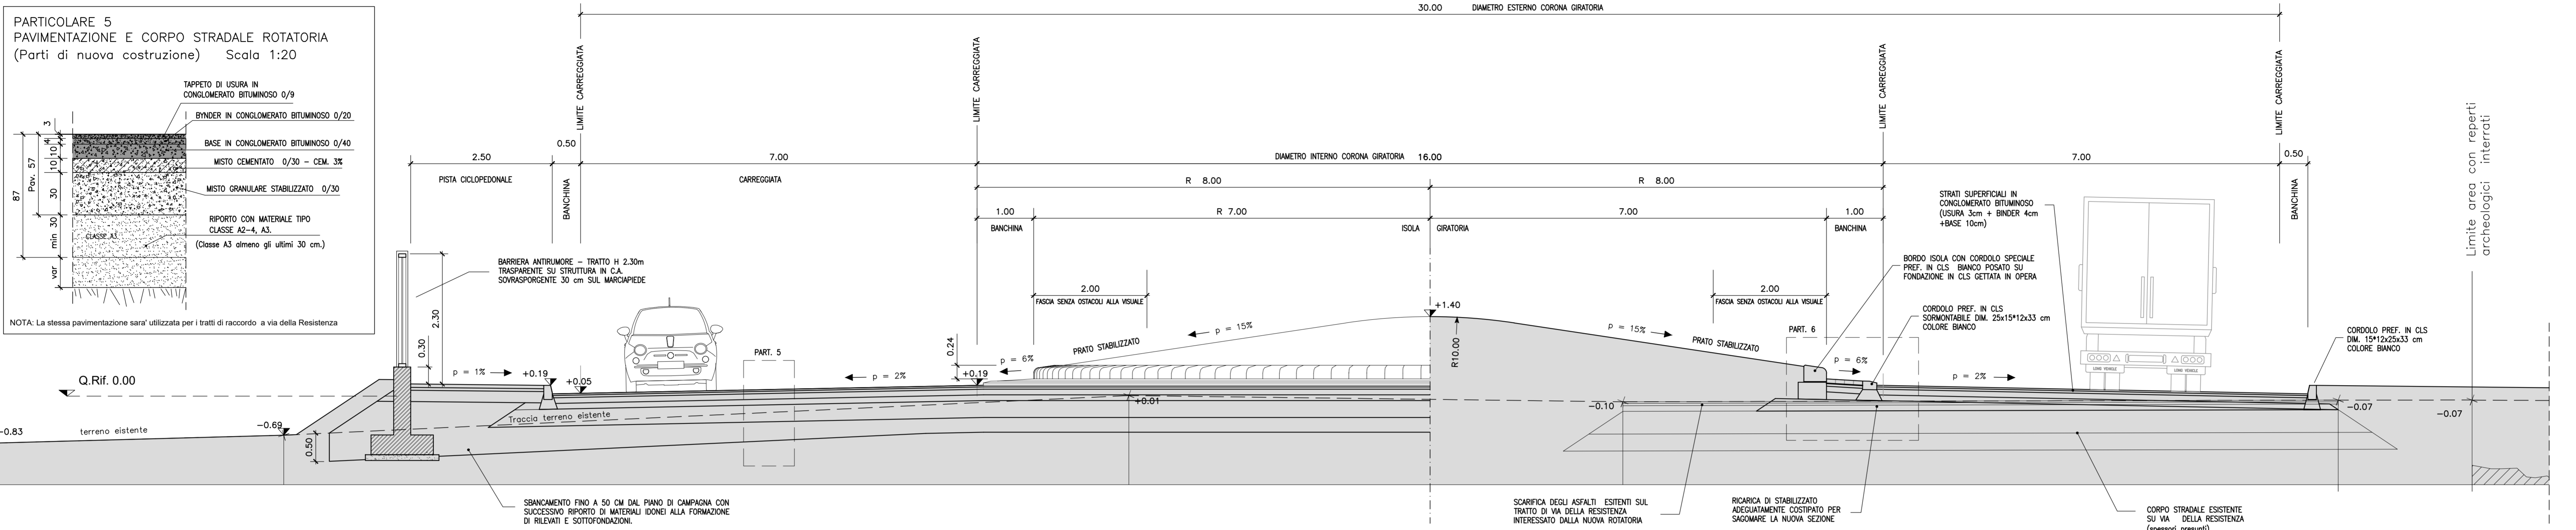 PARTICOLARE 5
PAVIMENTAZIONE E CORPO STRADALE ROTATORIA
(Parti di nuova costruzione) Scala 1:20
TAPPETO DI USURA IN
CONGLOMERATO BITUMINOSO 0/9
BYNDER IN CONGLOMERATO BITUMINOSO 0/20
BASE IN CONGLOMERATO BITUMINOSO 0/40
MISTO CEMENTATO 0/30 - CEM. 3%
MISTO GRANULARE STABILIZZATO 0/30
RIPORTO CON MATERIALE TIPO
CLASSE A2-4, A3.
(Classe A3 almeno gli ultimi 30 cm.)
CLASSE A3
3
4
10
10
30
min 30
var
Pav. 57
87
NOTA: La stessa pavimentazione sara' utilizzata per i tratti di raccordo a via della Resistenza
30.00 DIAMETRO ESTERNO CORONA GIRATORIA
LIMITE CARREGGIATA
LIMITE CARREGGIATA
LIMITE CARREGGIATA
LIMITE CARREGGIATA
2.50
0.50
7.00
DIAMETRO INTERNO CORONA GIRATORIA 16.00
7.00
0.50
PISTA CICLOPEDONALE
BANCHINA
CARREGGIATA
BANCHINA
R 8.00
R 8.00
1.00
R 7.00
7.00
1.00
BANCHINA
ISOLA
GIRATORIA
BANCHINA
Limite area con reperti
archeologici interrati
STRATI SUPERFICIALI IN
CONGLOMERATO BITUMINOSO
(USURA 3cm + BINDER 4cm
+BASE 10cm)
BARRIERA ANTIRUMORE - TRATTO H 2.30m
TRASPARENTE SU STRUTTURA IN C.A.
SOVRASPORGENTE 30 cm SUL MARCIAPIEDE
BORDO ISOLA CON CORDOLO SPECIALE
PREF. IN CLS BIANCO POSATO SU
FONDAZIONE IN CLS GETTATA IN OPERA
2.00
FASCIA SENZA OSTACOLI ALLA VISUALE
2.00
FASCIA SENZA OSTACOLI ALLA VISUALE
CORDOLO PREF. IN CLS
SORMONTABILE DIM. 25x15*12x33 cm
COLORE BIANCO
CORDOLO PREF. IN CLS
DIM. 15*12x25x33 cm
COLORE BIANCO
+1.40
R10.00
p = 15%
p = 15%
PRATO STABILIZZATO
PRATO STABILIZZATO
PART. 5
PART. 6
2.30
0.30
0.24
p = 6%
p = 6%
p = 1%
p = 2%
p = 2%
+0.19
+0.05
+0.19
LONG VEHICLE
LONG VEHICLE
Q.Rif. 0.00
+0.01
-0.10
-0.07
-0.07
Traccia terreno eistente
-0.83
terreno eistente
-0.69
0.50
SBANCAMENTO FINO A 50 CM DAL PIANO DI CAMPAGNA CON
SUCCESSIVO RIPORTO DI MATERIALI IDONEI ALLA FORMAZIONE
DI RILEVATI E SOTTOFONDAZIONI.
SCARIFICA DEGLI ASFALTI ESITENTI SUL
TRATTO DI VIA DELLA RESISTENZA
INTERESSATO DALLA NUOVA ROTATORIA
RICARICA DI STABILIZZATO
ADEGUATAMENTE COSTIPATO PER
SAGOMARE LA NUOVA SEZIONE
CORPO STRADALE ESISTENTE
SU VIA DELLA RESISTENZA
(spessori presunti)